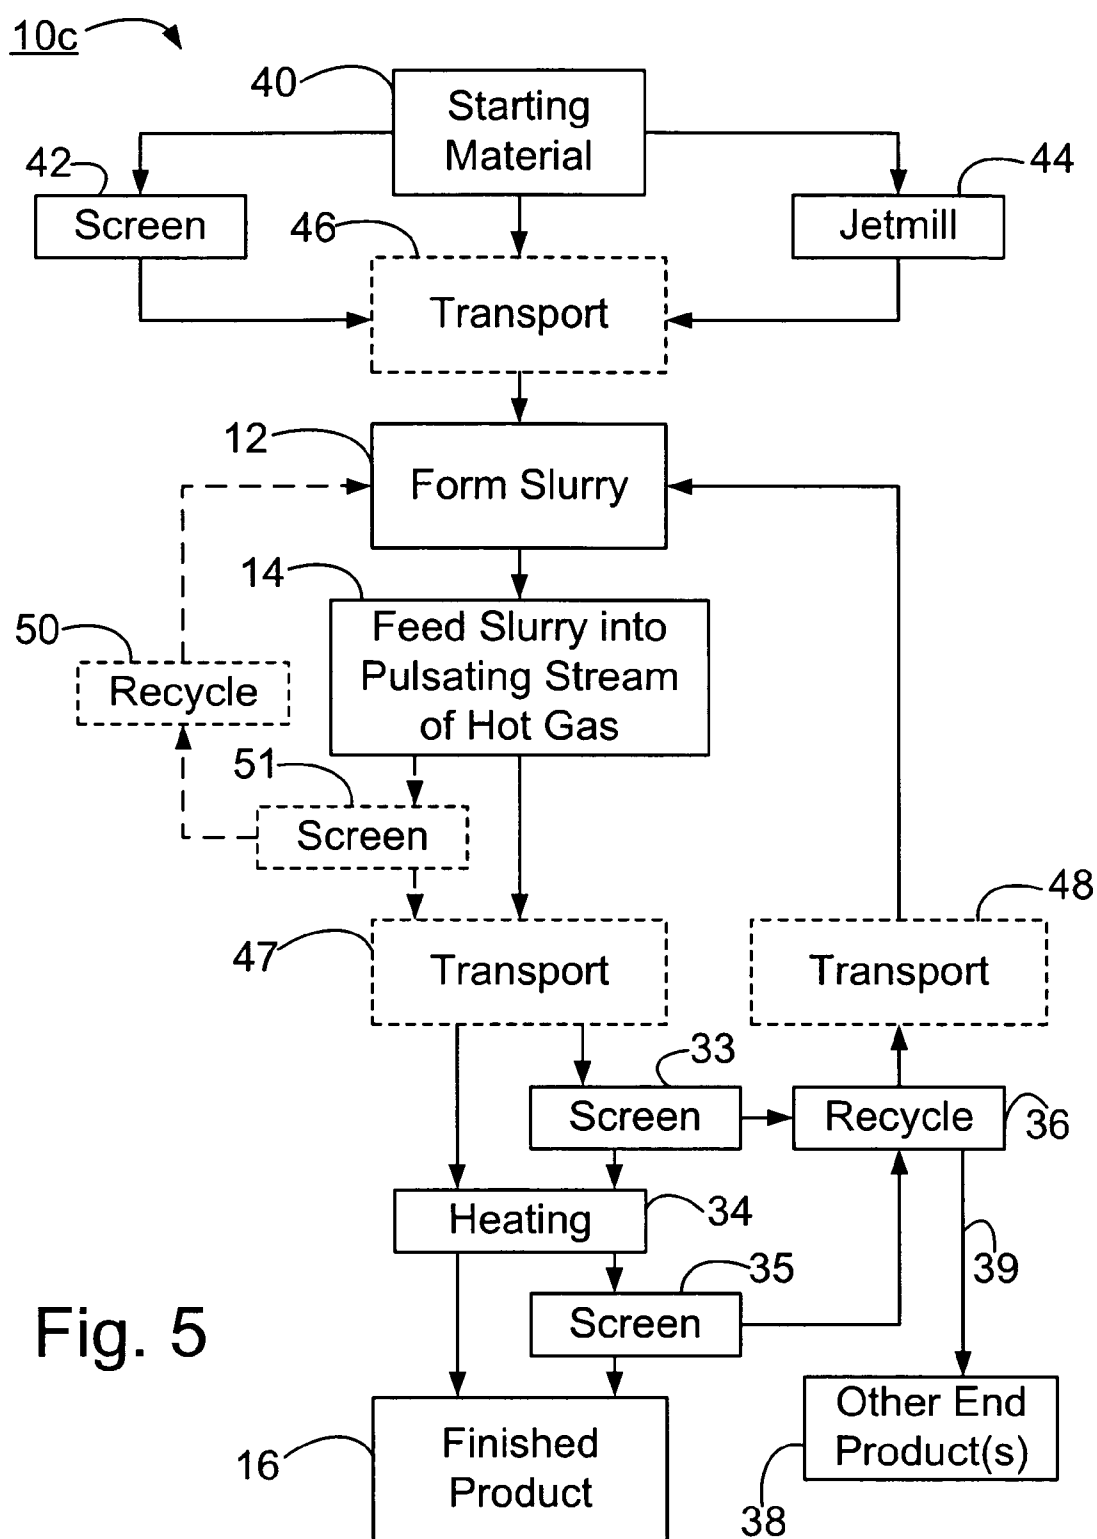 10c
40
Starting
Material
42
Screen
44
Jetmill
46
Transport
12
Form Slurry
14
Feed Slurry into
Pulsating Stream
of Hot Gas
50
Recycle
51
Screen
47
Transport
48
Transport
33
Screen
Recycle
36
Heating
34
35
Screen
39
Fig. 5
16
Finished
Product
Other End
Product(s)
38